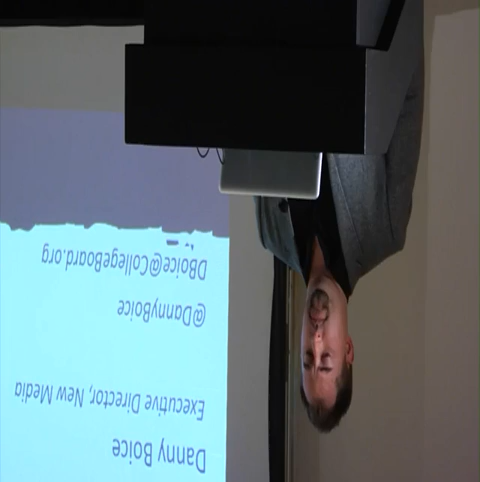 Danny Boice
Executive Director, New Media
@DannyBoice
DBoice@CollegeBoard.org